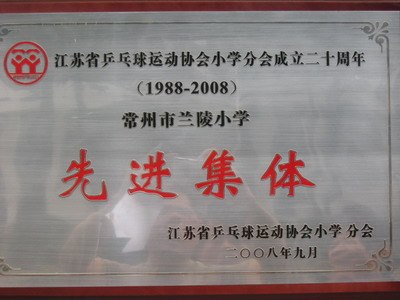 江苏省乒乓球运动协会小学分会成立二十周年
(1988-2008)
常州市兰陵小学
先进集体
江苏省乒乓球运动协会小学 分会
二〇〇八年九月